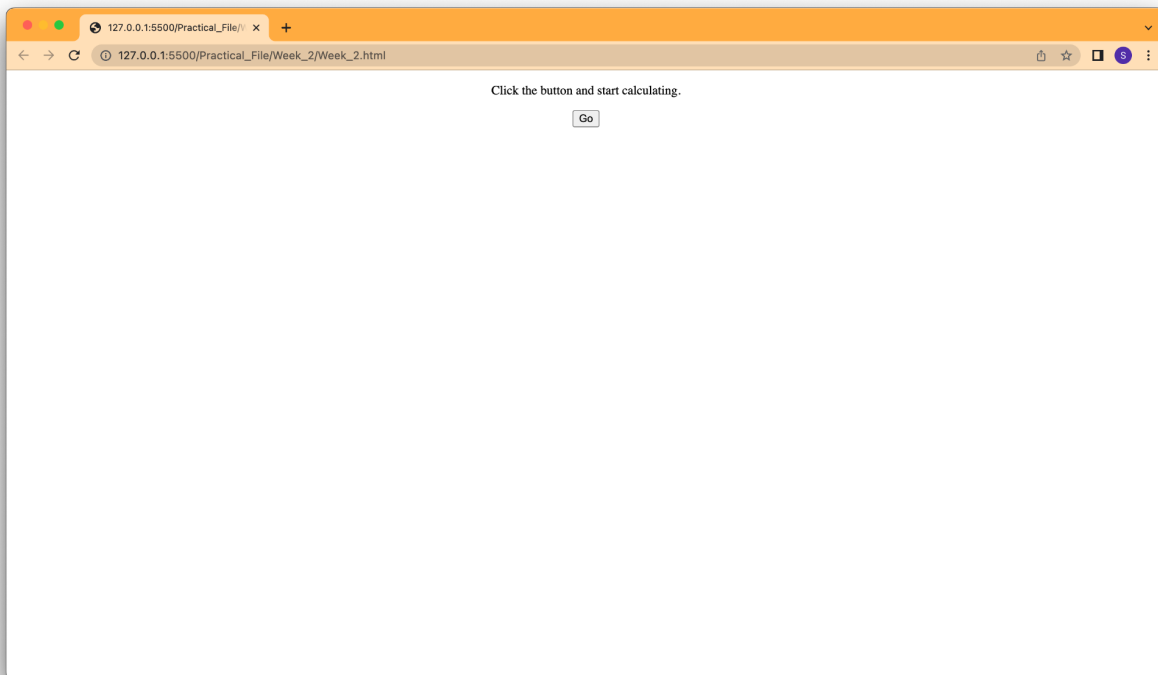 127.0.0.1:5500/Practical_File/W
127.0.0.1:5500/Practical_File/Week_2/Week_2.html
S
Click the button and start calculating.
Go